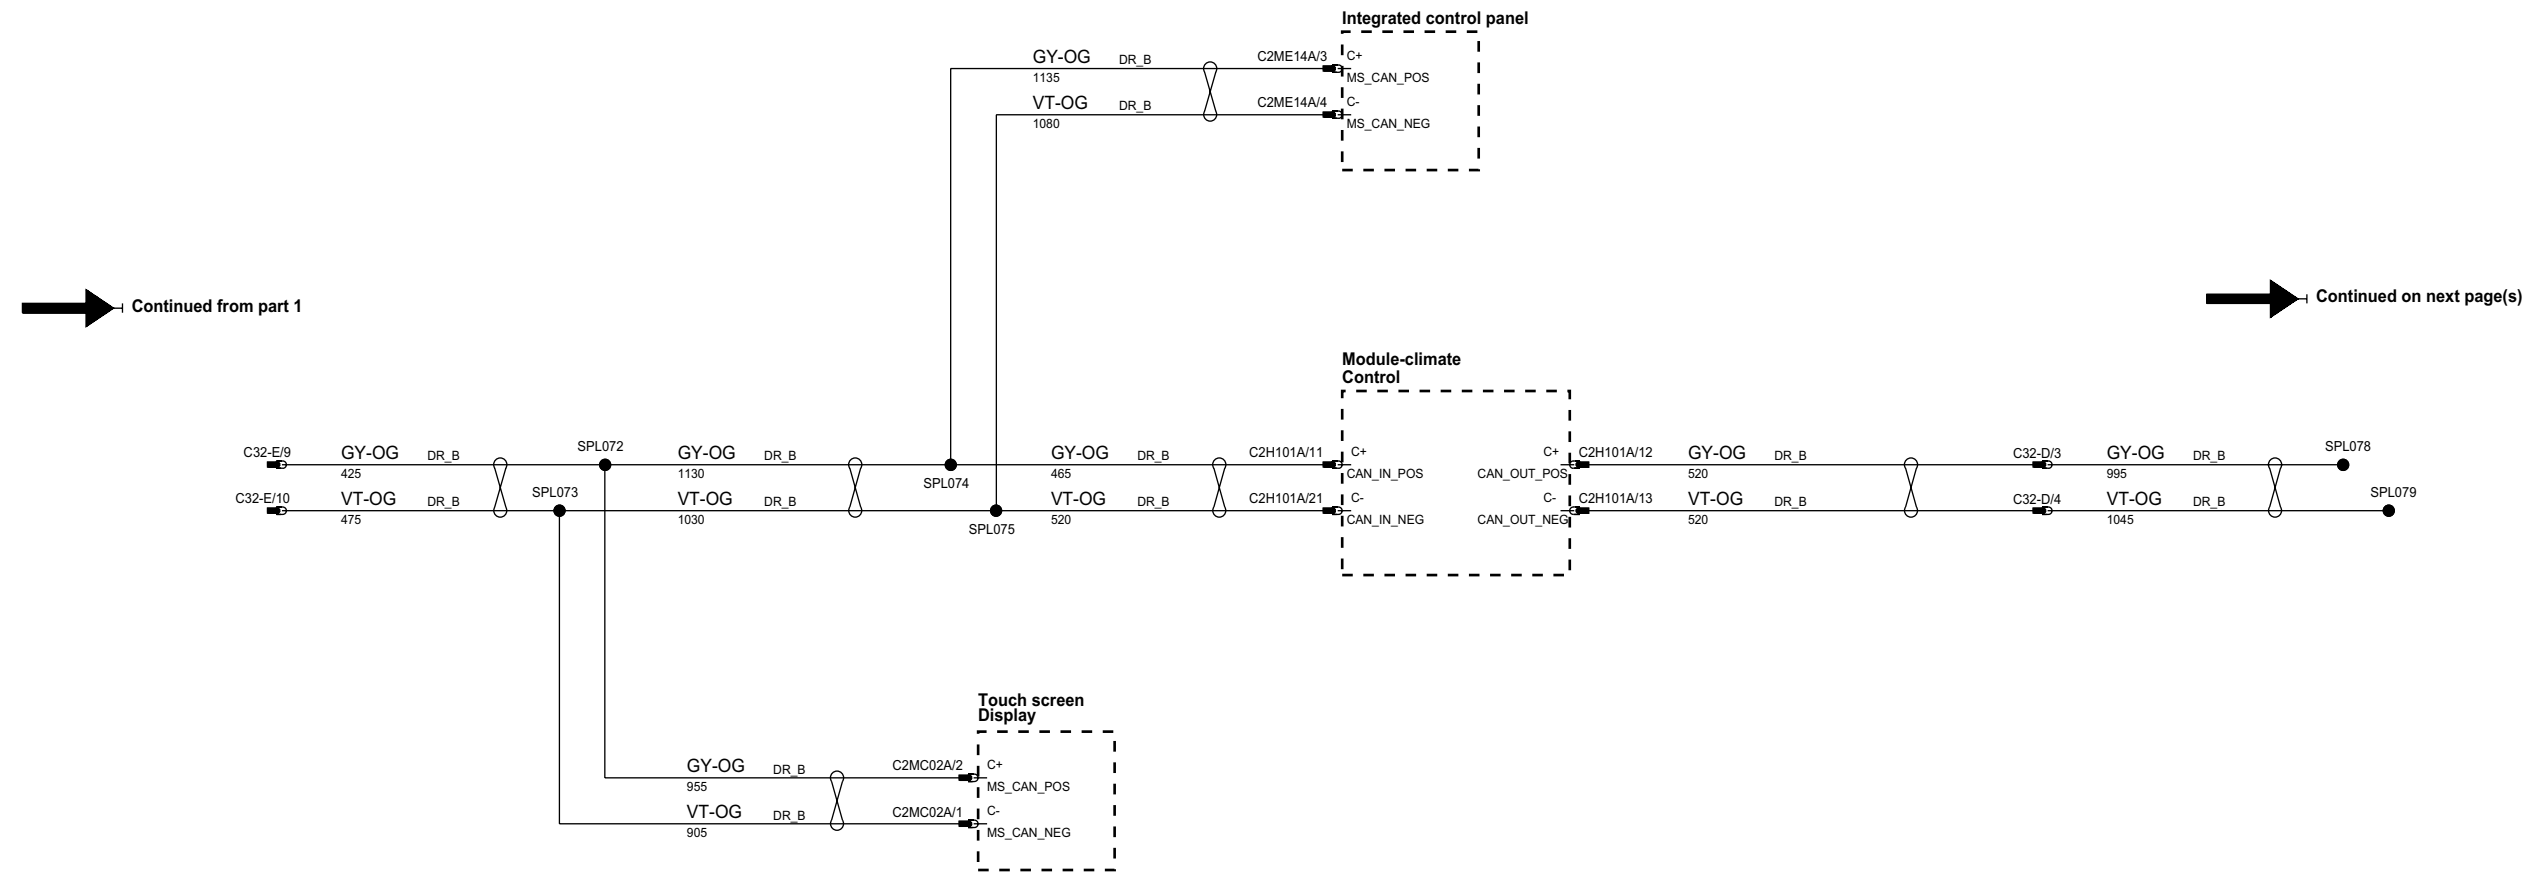 Integrated control panel
GY-OG DR_B C2ME14A/3 C+
1135 MS_CAN_POS
VT-OG DR_B C2ME14A/4 C-
1080 MS_CAN_NEG
Continued from part 1
Continued on next page(s)
Module-climate
Control
C32-E/9 GY-OG DR_B SPL072 GY-OG DR_B GY-OG DR_B C2H101A/11 C+ C+ C2H101A/12 GY-OG DR_B C32-D/3 GY-OG DR_B SPL078
425 1130 SPL074 465 CAN_IN_POS CAN_OUT_POS 520 995
C32-E/10 VT-OG DR_B SPL073 VT-OG DR_B VT-OG DR_B C2H101A/21 C- C- C2H101A/13 VT-OG DR_B C32-D/4 VT-OG DR_B SPL079
475 1030 SPL075 520 CAN_IN_NEG CAN_OUT_NEG 520 1045
Touch screen
Display
GY-OG DR_B C2MC02A/2 C+
955 MS_CAN_POS
VT-OG DR_B C2MC02A/1 C-
905 MS_CAN_NEG